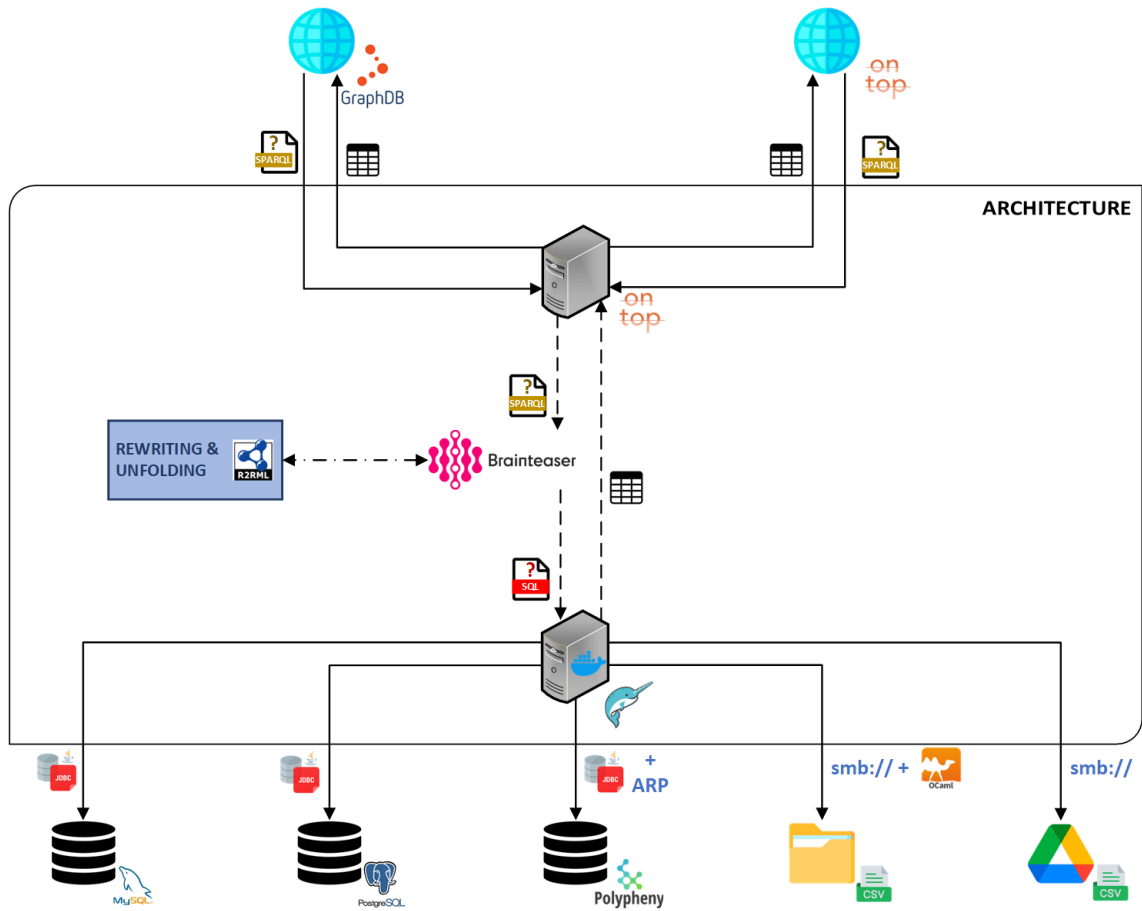 GraphDB
on
top
?
SPARQL
?
SPARQL
ARCHITECTURE
on
top
?
SPARQL
REWRITING &
UNFOLDING
R2RML
Brainteaser
?
SQL
JDBC
JDBC
JDBC
+
ARP
smb:// +
OCaml
smb://
MySQL
PostgreSQL
Polypheny
CSV
CSV